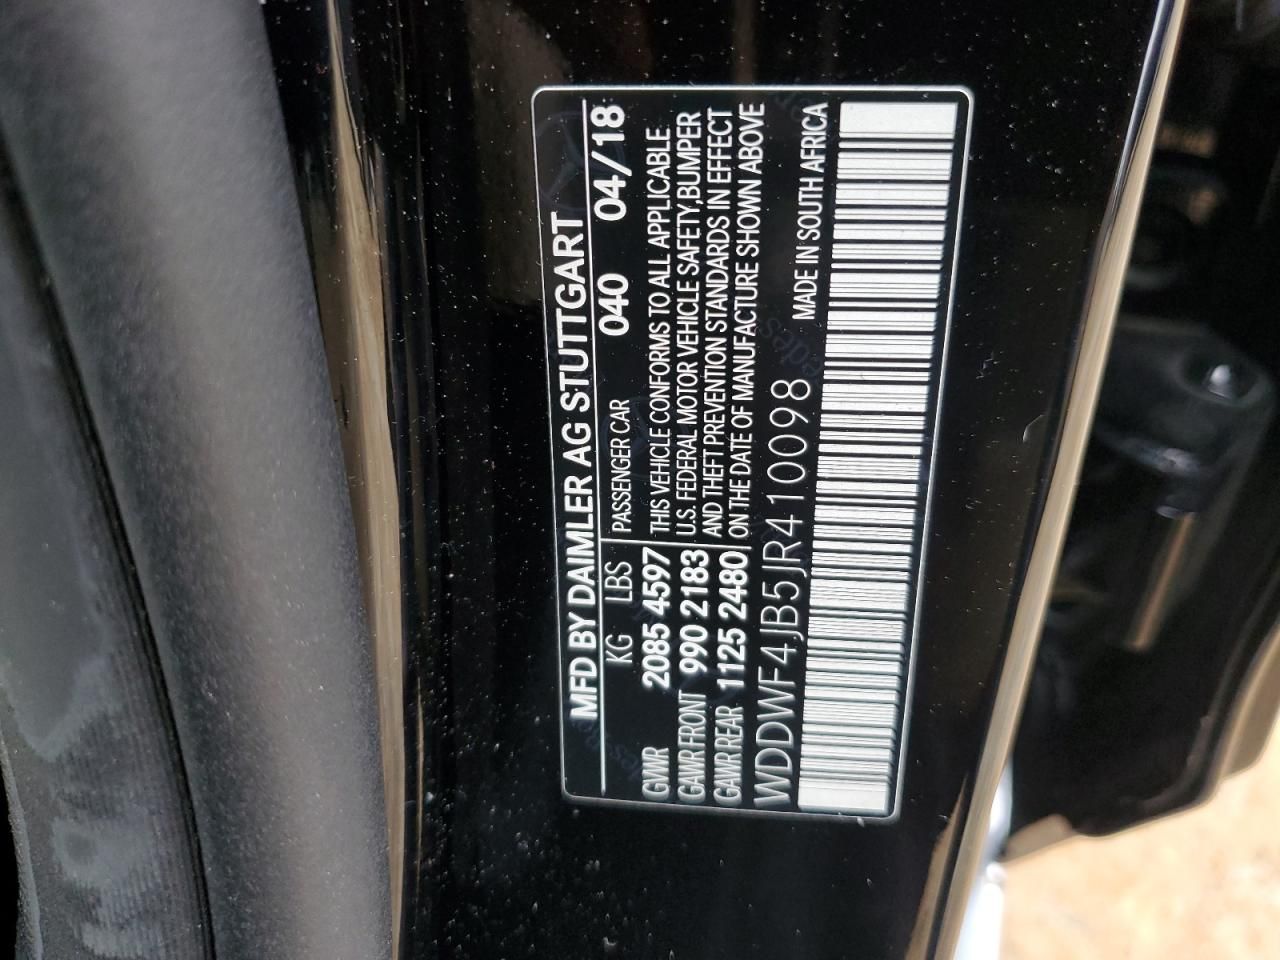 MFD BY DAIMLER AG STUTTGART
KG LBS PASSENGER CAR 040 04/18
GVWR 2085 4597 THIS VEHICLE CONFORMS TO ALL APPLICABLE
GAWR FRONT 990 2183 U.S. FEDERAL MOTOR VEHICLE SAFETY,BUMPER
GAWR REAR 1125 2480 AND THEFT PREVENTION STANDARDS IN EFFECT
ON THE DATE OF MANUFACTURE SHOWN ABOVE
WDDWF4JB5JR410098 MADE IN SOUTH AFRICA